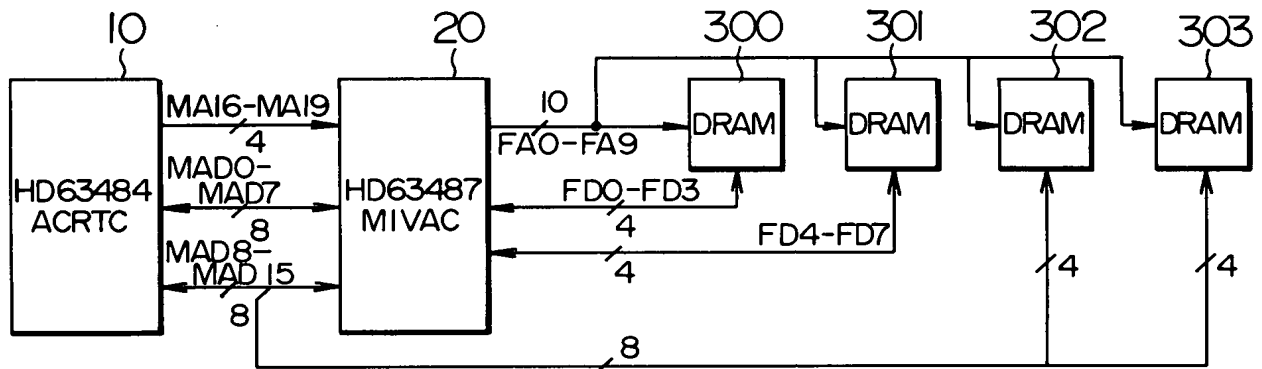 10
20
300
301
302
303
MA16-MA19
4
10
FA0-FA9
DRAM
DRAM
DRAM
DRAM
HD63484
ACRTC
MAD0-
MAD7
8
HD63487
MIVAC
FD0-FD3
4
FD4-FD7
4
MAD8-
MAD15
8
4
4
8